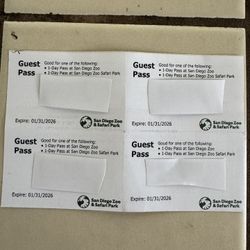 Guest Pass
Good for one of the following:
• 1-Day Pass at San Diego Zoo
• 1-Day Pass at San Diego Zoo Safari Park
Expire: 01/31/2026
San Diego Zoo
& Safari Park
Guest Pass
Good for one of the following:
• 1-Day Pass at San Diego Zoo
• 1-Day Pass at San Diego Zoo Safari Park
Expire: 01/31/2026
San Diego Zoo
& Safari Park
Guest Pass
Good for one of the following:
• 1-Day Pass at San Diego Zoo
• 1-Day Pass at San Diego Zoo Safari Park
Expire: 01/31/2026
San Diego Zoo
& Safari Park
Guest Pass
Good for one of the following:
• 1-Day Pass at San Diego Zoo
• 1-Day Pass at San Diego Zoo Safari Park
Expire: 01/31/2026
San Diego Zoo
& Safari Park